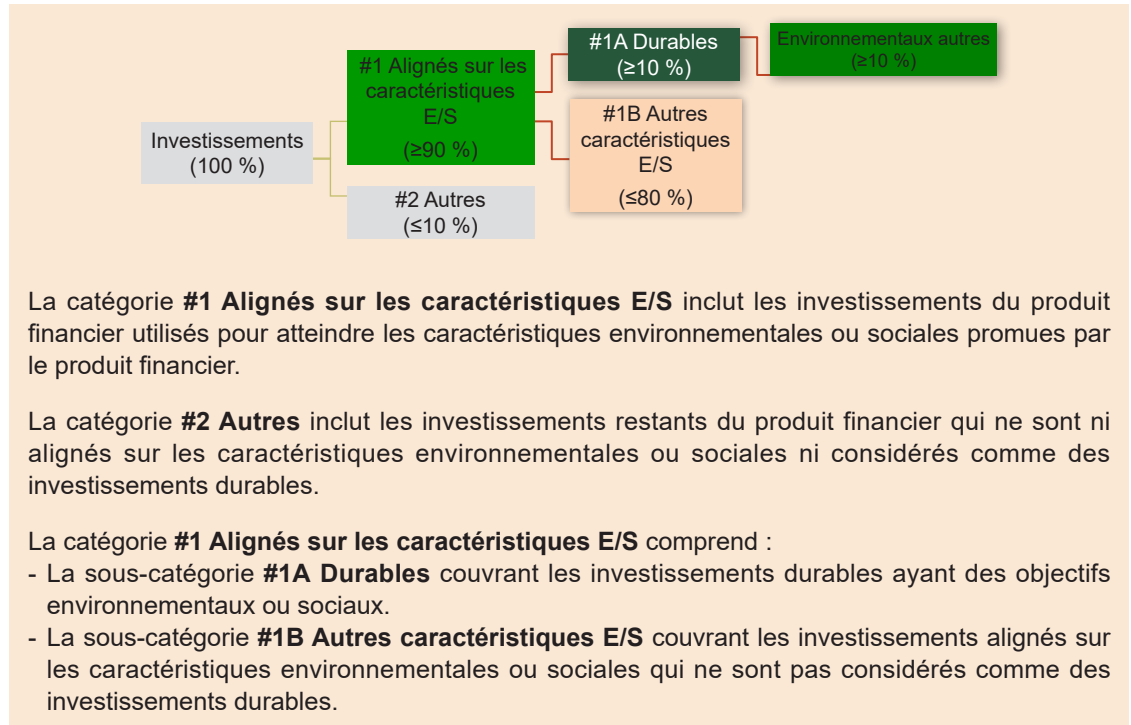 #1A Durables
(≥10 %)
Environnementaux autres
(≥10 %)
#1 Alignés sur les
caractéristiques
E/S
(≥90 %)
#1B Autres
caractéristiques
E/S
(≤80 %)
Investissements
(100 %)
#2 Autres
(≤10 %)
La catégorie #1 Alignés sur les caractéristiques E/S inclut les investissements du produit
financier utilisés pour atteindre les caractéristiques environnementales ou sociales promues par
le produit financier.
La catégorie #2 Autres inclut les investissements restants du produit financier qui ne sont ni
alignés sur les caractéristiques environnementales ou sociales ni considérés comme des
investissements durables.
La catégorie #1 Alignés sur les caractéristiques E/S comprend :
- La sous-catégorie #1A Durables couvrant les investissements durables ayant des objectifs
environnementaux ou sociaux.
- La sous-catégorie #1B Autres caractéristiques E/S couvrant les investissements alignés sur
les caractéristiques environnementales ou sociales qui ne sont pas considérés comme des
investissements durables.